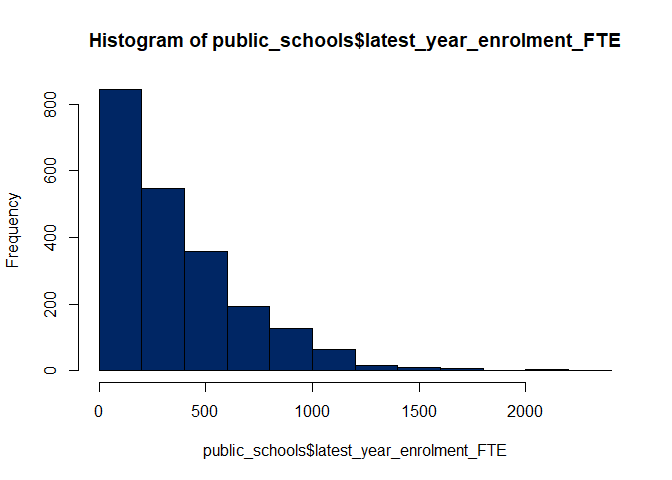 Histogram of public_schools$latest_year_enrolment_FTE
Frequency
800
600
400
200
0
0 500 1000 1500 2000
public_schools$latest_year_enrolment_FTE